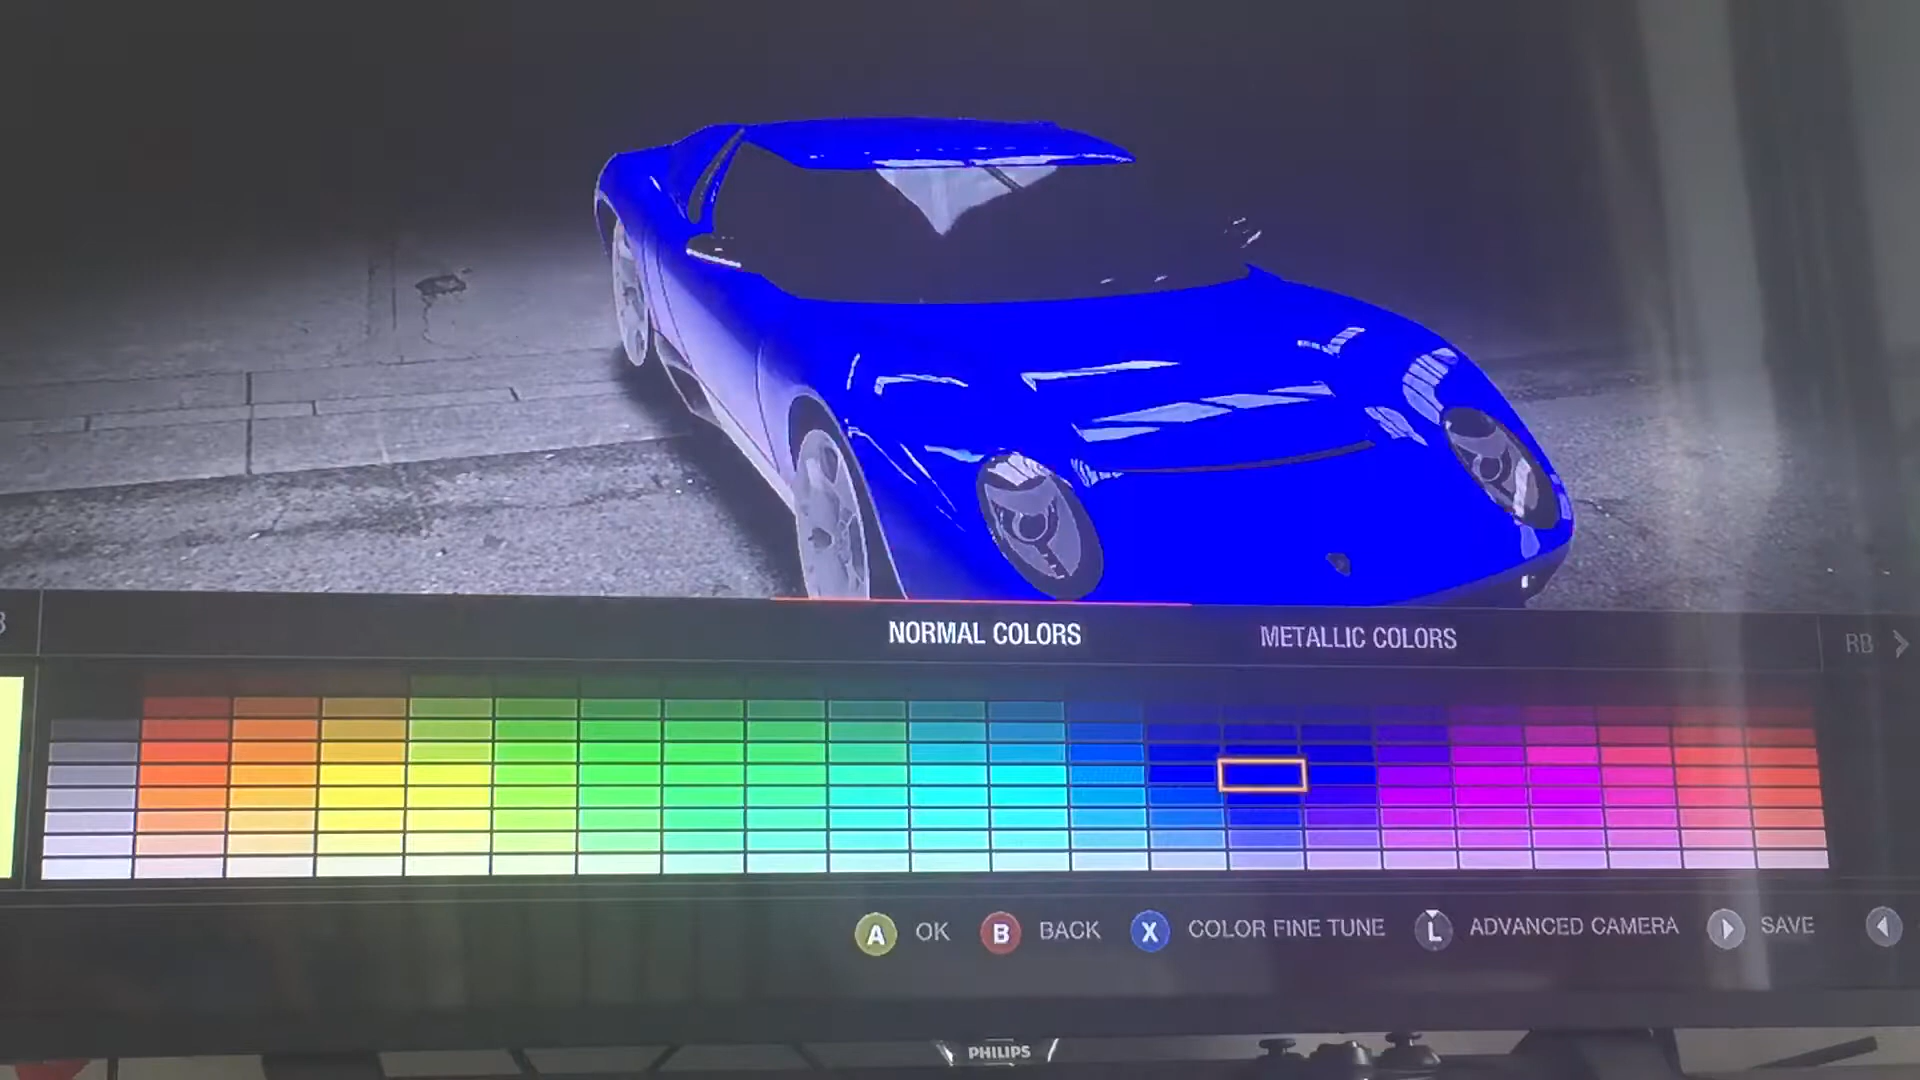 NORMAL COLORS
METALLIC COLORS
RB
A OK
B BACK
X COLOR FINE TUNE
L ADVANCED CAMERA
SAVE
PHILIPS